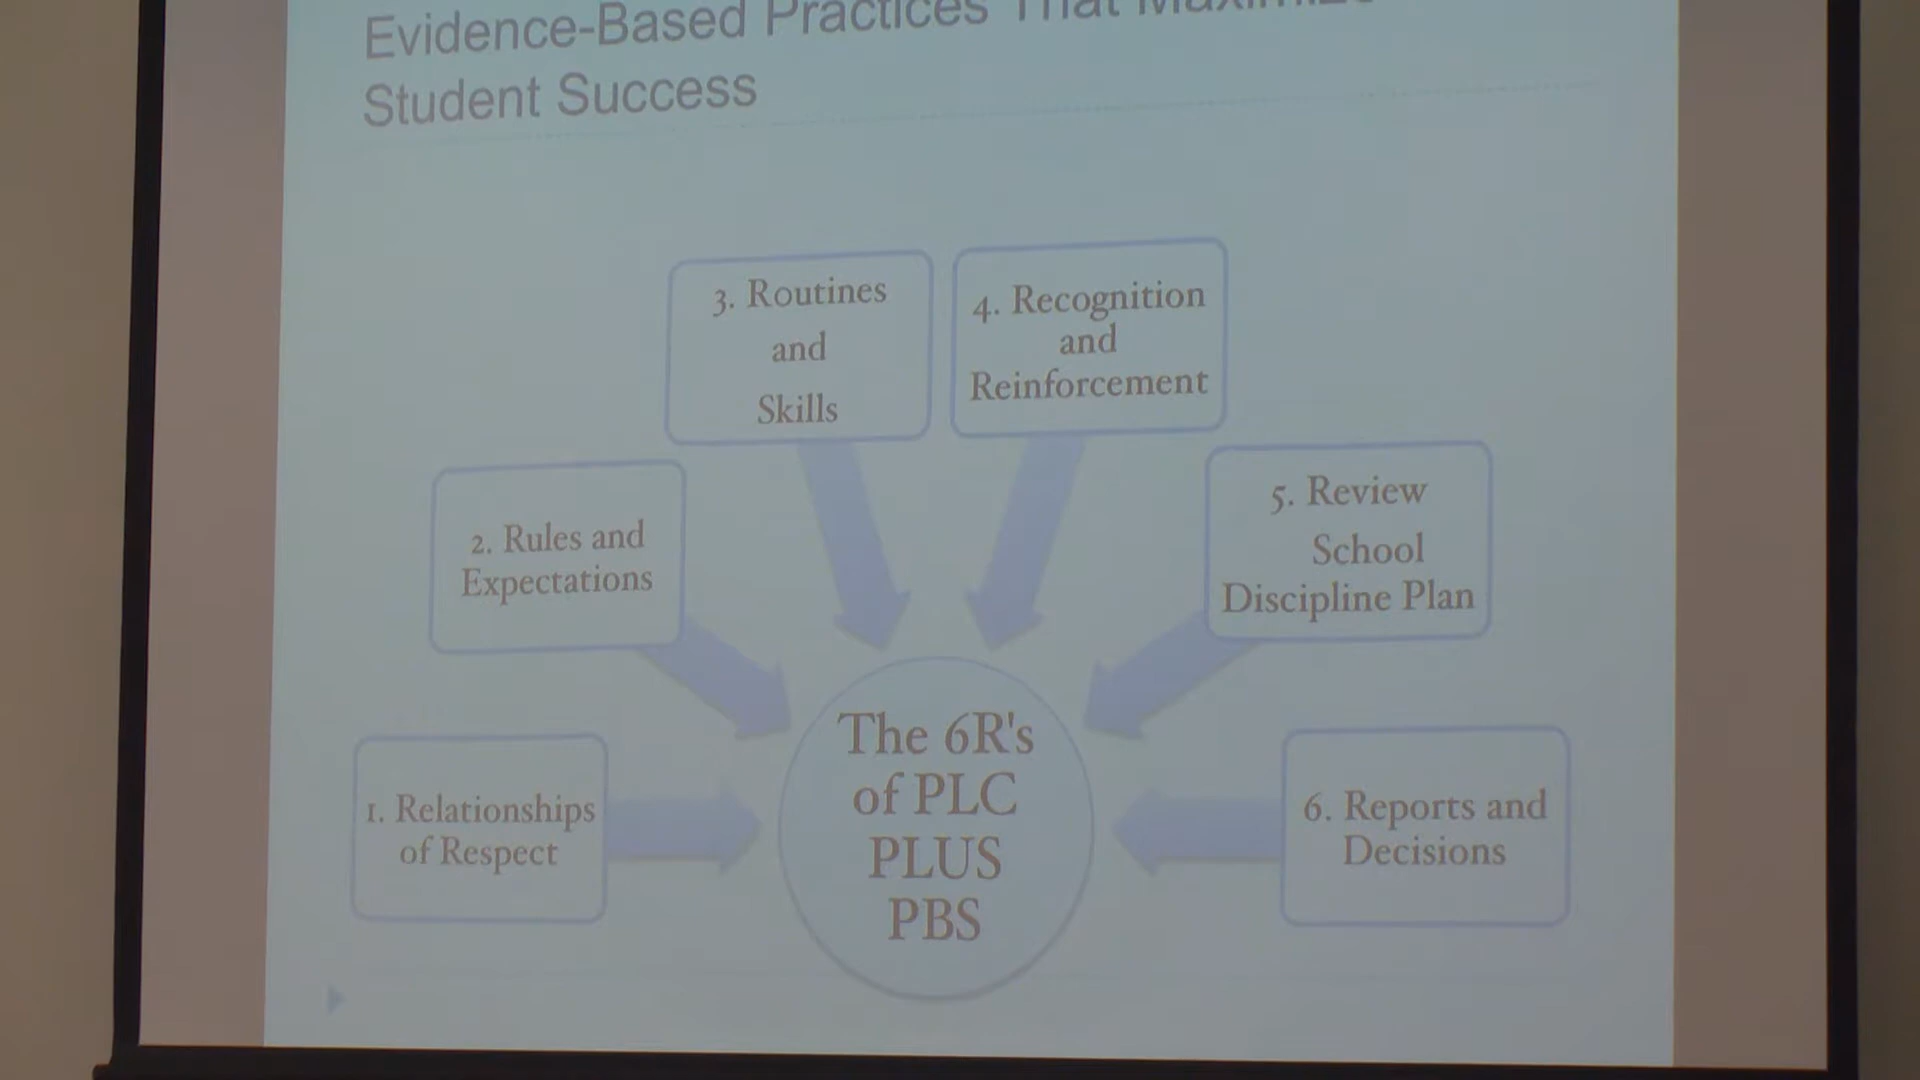 Evidence-Based Practices That Maximize
Student Success
3. Routines
and
Skills
4. Recognition
and
Reinforcement
2. Rules and
Expectations
5. Review
School
Discipline Plan
1. Relationships
of Respect
The 6R's
of PLC
PLUS
PBS
6. Reports and
Decisions